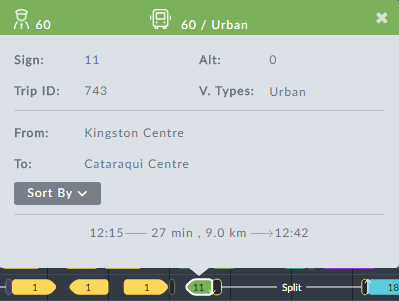 60 60 / Urban
Sign: 11 Alt: 0
Trip ID: 743 V. Types: Urban
From: Kingston Centre
To: Cataraqui Centre
Sort By
12:15 27 min , 9.0 km 12:42
1 1 1 11 Split 18